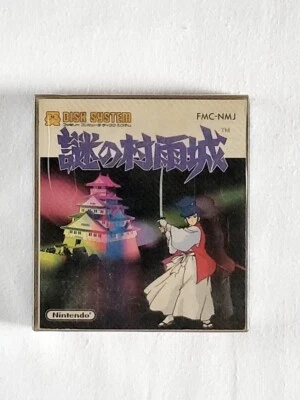 DISK SYSTEM
FMC-NMJ
ファミリー コンピュータ ディスク システム
TM
謎の村雨城
Nintendo